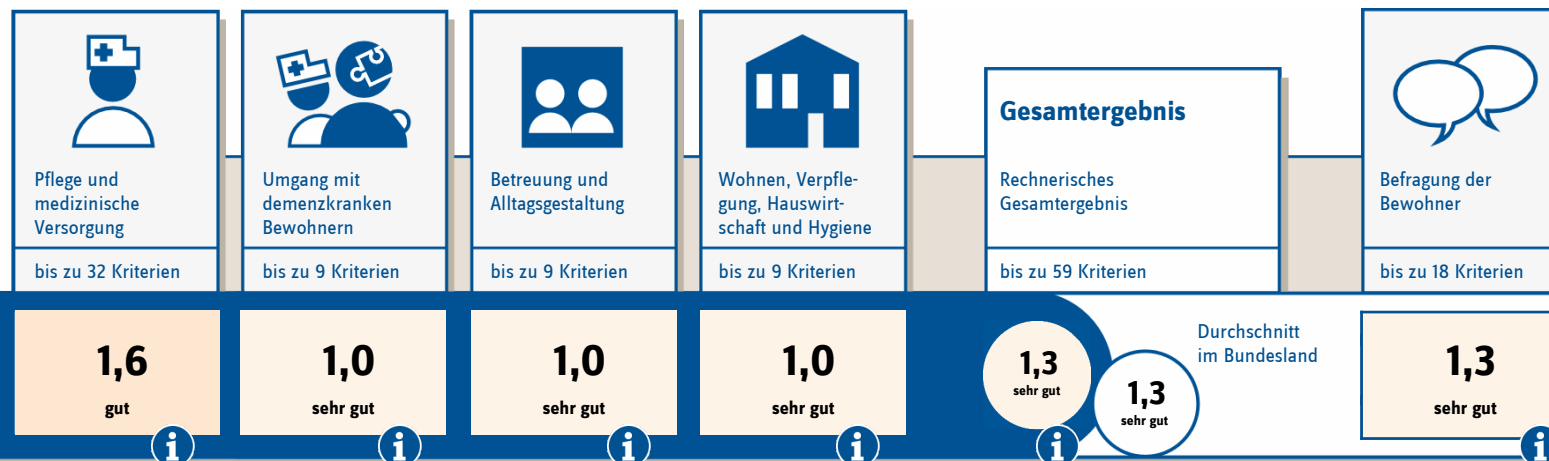 Pflege und
medizinische
Versorgung
bis zu 32 Kriterien
1,6
gut
Umgang mit
demenzkranken
Bewohnern
bis zu 9 Kriterien
1,0
sehr gut
Betreuung und
Alltagsgestaltung
bis zu 9 Kriterien
1,0
sehr gut
Wohnen, Verpfle-
gung, Hauswirt-
schaft und Hygiene
bis zu 9 Kriterien
1,0
sehr gut
Gesamtergebnis
Rechnerisches
Gesamtergebnis
bis zu 59 Kriterien
1,3
sehr gut
Durchschnitt
im Bundesland
1,3
sehr gut
Befragung der
Bewohner
bis zu 18 Kriterien
1,3
sehr gut